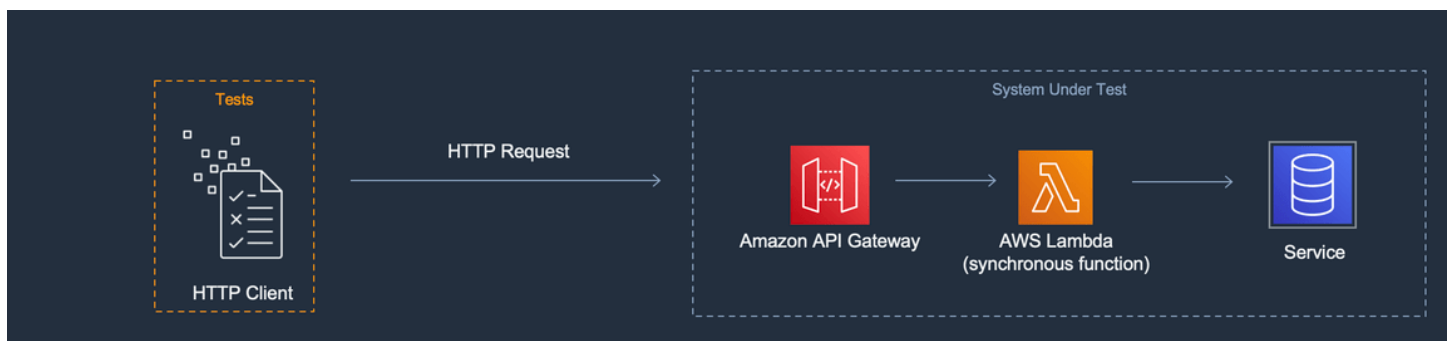 Tests
HTTP Client
HTTP Request
System Under Test
</>
Amazon API Gateway
AWS Lambda
(synchronous function)
Service